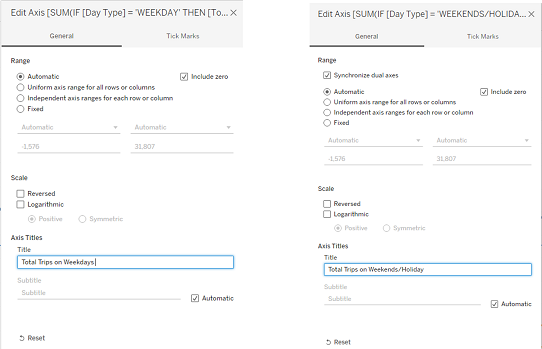 Edit Axis [SUM(IF [Day Type] = 'WEEKDAY' THEN [To... ×
General
Tick Marks
Range
Automatic
Include zero
Uniform axis range for all rows or columns
Independent axis ranges for each row or column
Fixed
Automatic
Automatic
-1,576
31,807
Scale
Reversed
Logarithmic
Positive
Symmetric
Axis Titles
Title
Total Trips on Weekdays
Subtitle
Subtitle
Automatic
Reset
Edit Axis [SUM(IF [Day Type] = 'WEEKENDS/HOLIDA... ×
General
Tick Marks
Range
Synchronize dual axes
Automatic
Include zero
Uniform axis range for all rows or columns
Independent axis ranges for each row or column
Fixed
Automatic
Automatic
-1,576
31,807
Scale
Reversed
Logarithmic
Positive
Symmetric
Axis Titles
Title
Total Trips on Weekends/Holiday
Subtitle
Subtitle
Automatic
Reset